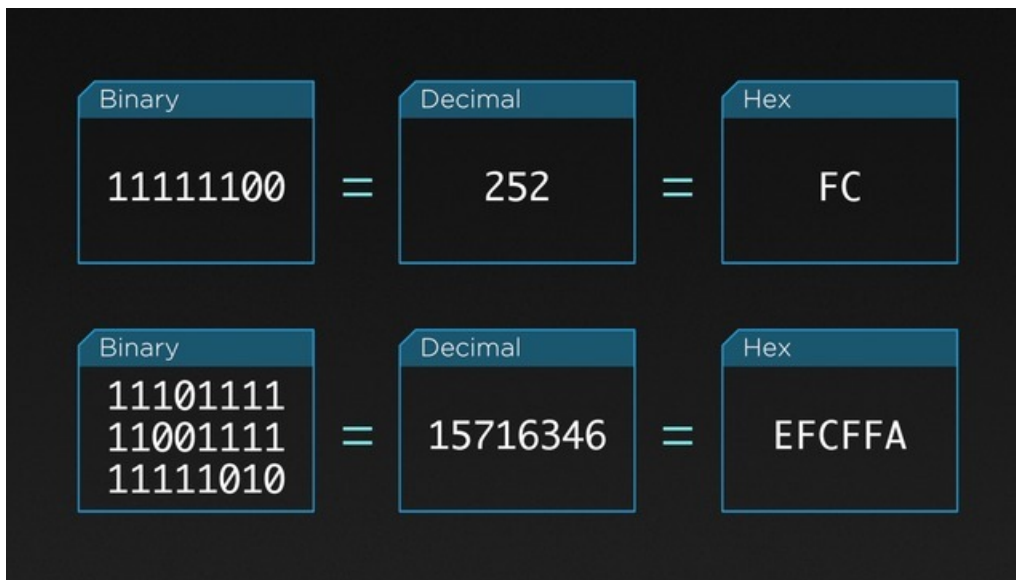 Binary
Decimal
Hex
11111100 = 252 = FC
Binary
Decimal
Hex
11101111
11001111
11111010
= 15716346 = EFCFFA